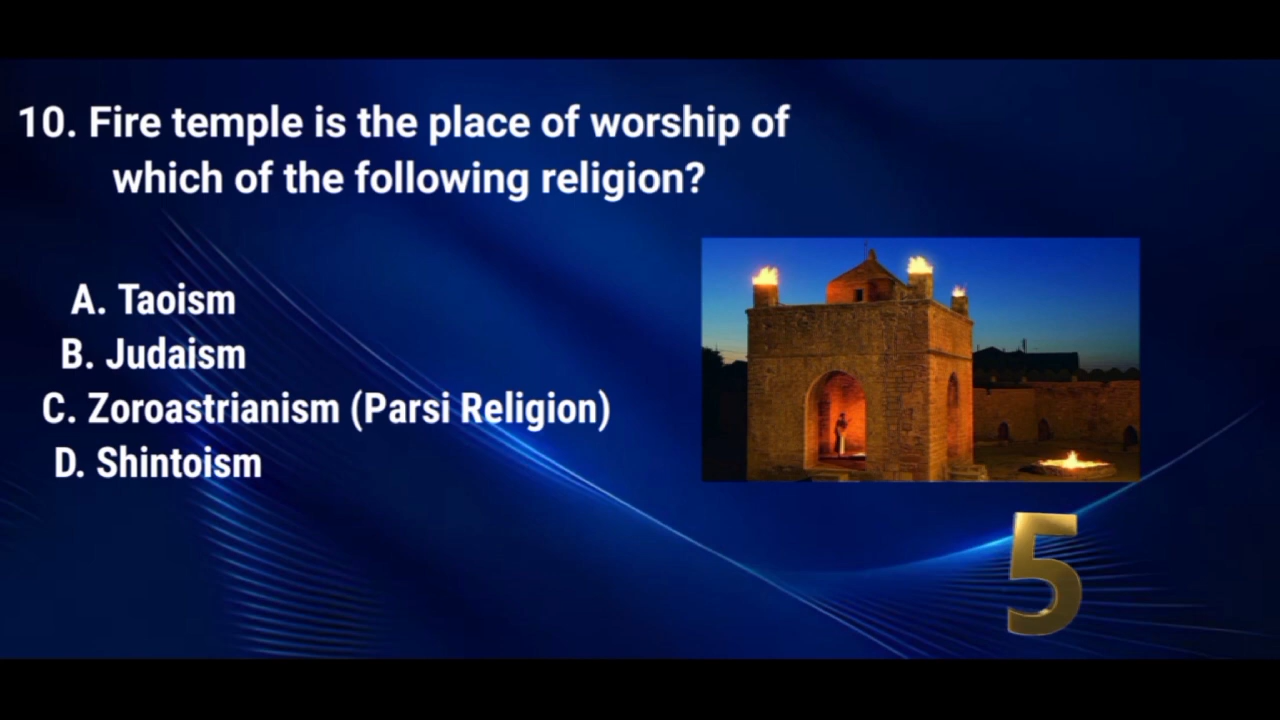 10. Fire temple is the place of worship of
which of the following religion?
A. Taoism
B. Judaism
C. Zoroastrianism (Parsi Religion)
D. Shintoism
5